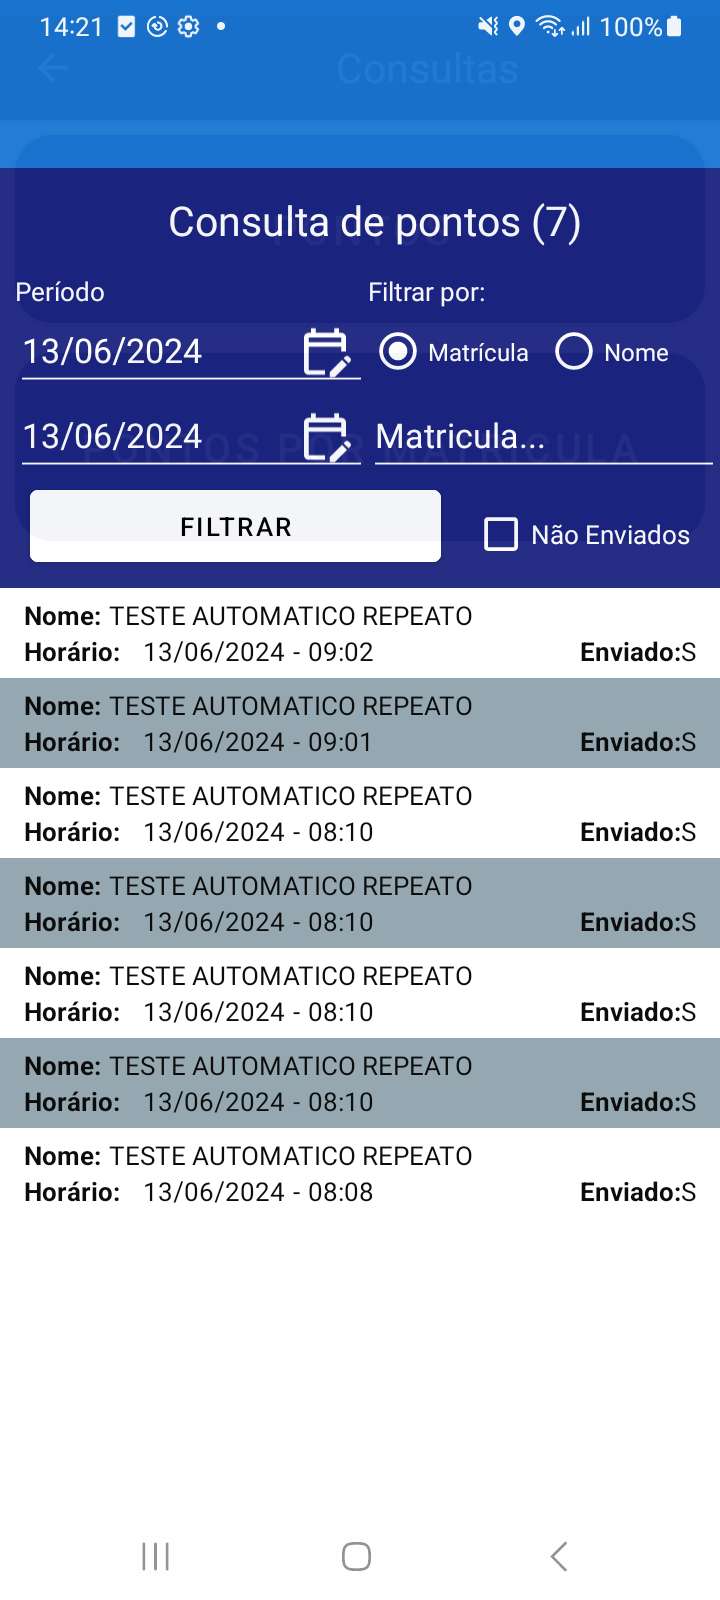 14:21 100%
Consultas
Consulta de pontos (7)
Período Filtrar por:
13/06/2024 Matrícula Nome
13/06/2024 Matricula...
PONTOS POR MATRICULA
FILTRAR Não Enviados
Nome: TESTE AUTOMATICO REPEATO
Horário: 13/06/2024 - 09:02 Enviado:S
Nome: TESTE AUTOMATICO REPEATO
Horário: 13/06/2024 - 09:01 Enviado:S
Nome: TESTE AUTOMATICO REPEATO
Horário: 13/06/2024 - 08:10 Enviado:S
Nome: TESTE AUTOMATICO REPEATO
Horário: 13/06/2024 - 08:10 Enviado:S
Nome: TESTE AUTOMATICO REPEATO
Horário: 13/06/2024 - 08:10 Enviado:S
Nome: TESTE AUTOMATICO REPEATO
Horário: 13/06/2024 - 08:10 Enviado:S
Nome: TESTE AUTOMATICO REPEATO
Horário: 13/06/2024 - 08:08 Enviado:S